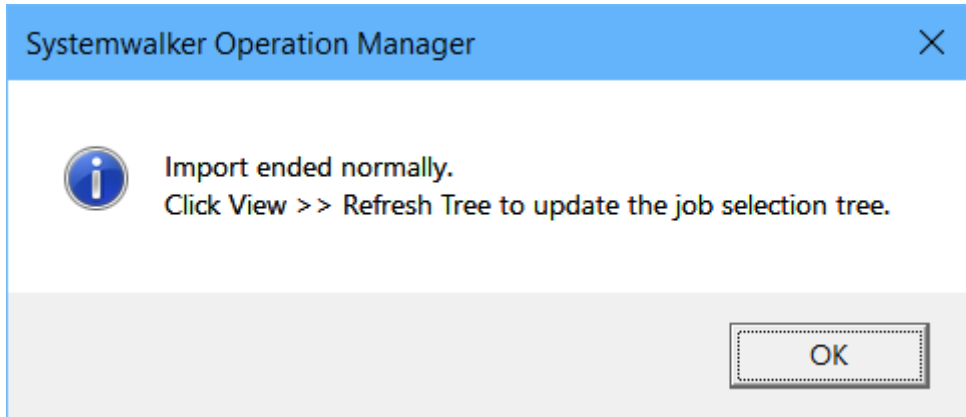 Systemwalker Operation Manager
Import ended normally.
Click View >> Refresh Tree to update the job selection tree.
OK